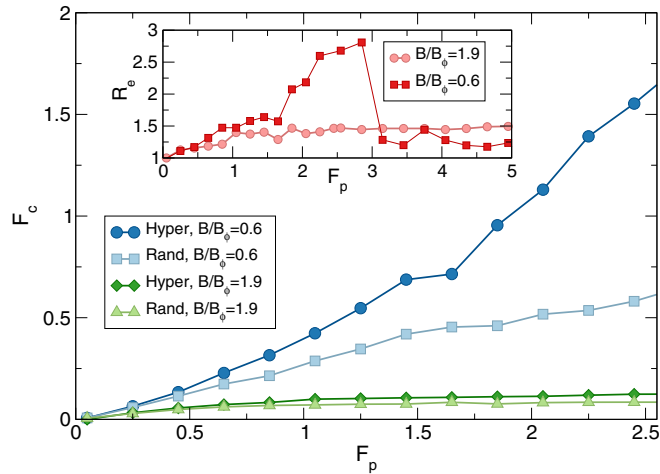 2
1.5
1
0.5
0
F_c
0
0.5
1
1.5
2
2.5
F_p
Hyper, B/B_ϕ=0.6
Rand, B/B_ϕ=0.6
Hyper, B/B_ϕ=1.9
Rand, B/B_ϕ=1.9
3
2.5
2
1.5
1
R_e
0
1
2
3
4
5
F_p
B/B_ϕ=1.9
B/B_ϕ=0.6